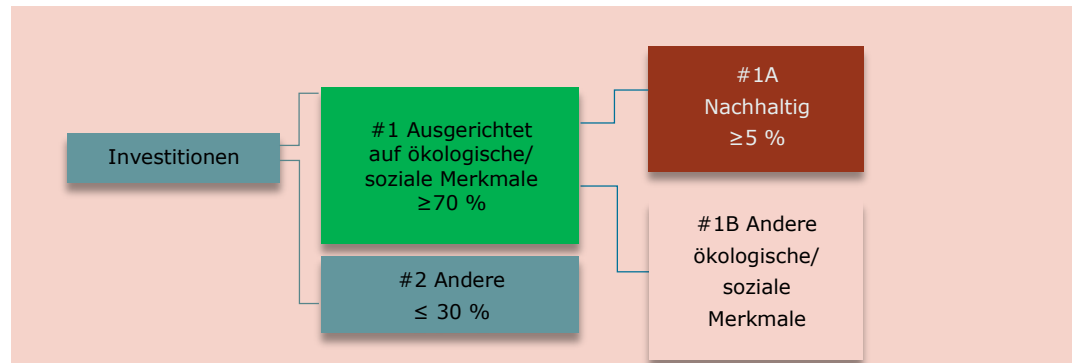 Investitionen
#1 Ausgerichtet
auf ökologische/
soziale Merkmale
≥70 %
#2 Andere
≤ 30 %
#1A
Nachhaltig
≥5 %
#1B Andere
ökologische/
soziale
Merkmale